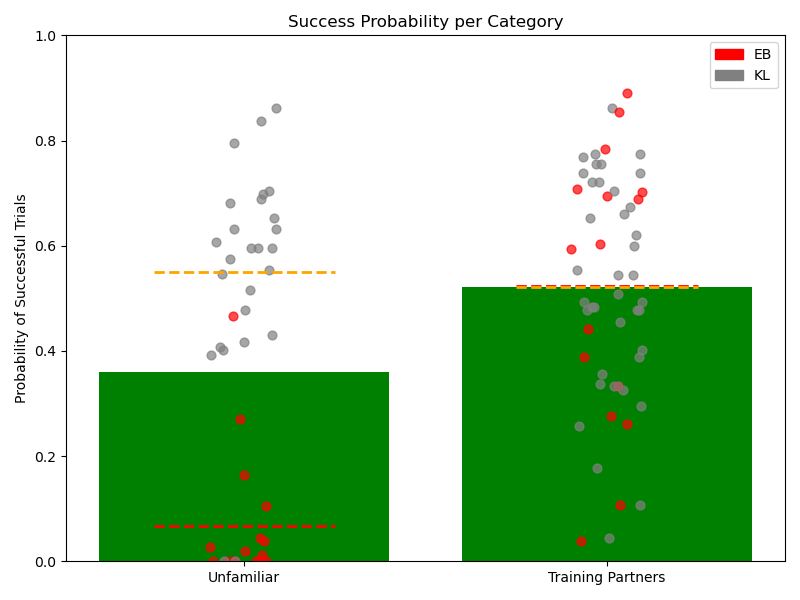 Success Probability per Category
Probability of Successful Trials
1.0
0.8
0.6
0.4
0.2
0.0
EB
KL
Unfamiliar
Training Partners